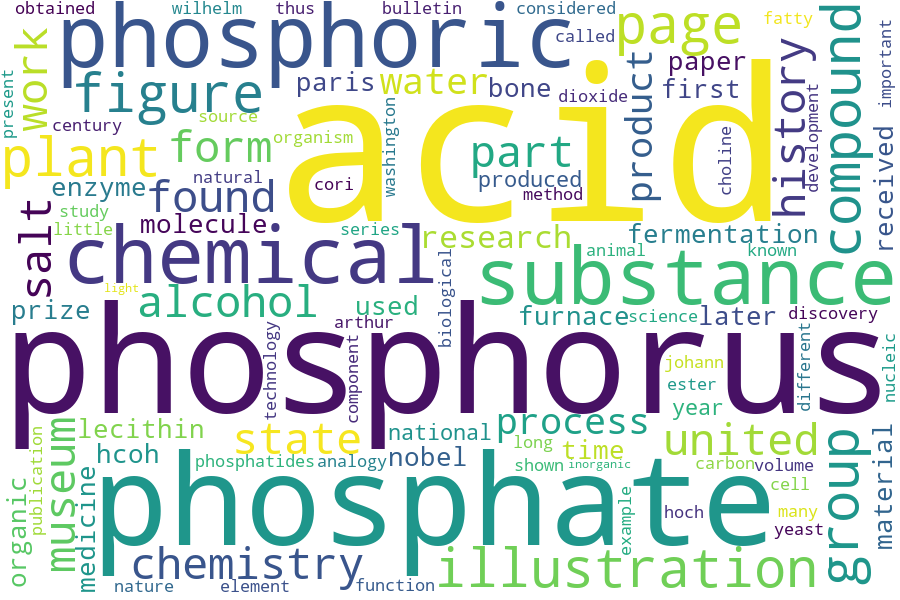 obtained
wilhelm
thus
bulletin
considered
phosphoric
called
page
fatty
compound
work
present
figure
paris
water
bone
dioxide
product
paper
first
history
development
important
century
source
organism
washington
acid
plant
form
part
choline
received
enzyme
natural
found
cori
produced
method
salt
study
little
molecule
series
research
fermentation
chemical
biological
animal
known
substance
light
prize
alcohol
used
arthur
furnace
science
later
discovery
phosphorus
technology
component
johann
ester
different
nucleic
year
museum
lecithin
state
national
process
long
time
united
publication
organic
medicine
hcoh
phosphatides
analogy
nobel
shown
inorganic
carbon
volume
group
material
phosphate
cell
example
hoch
many
yeast
chemistry
illustration
nature
element
function